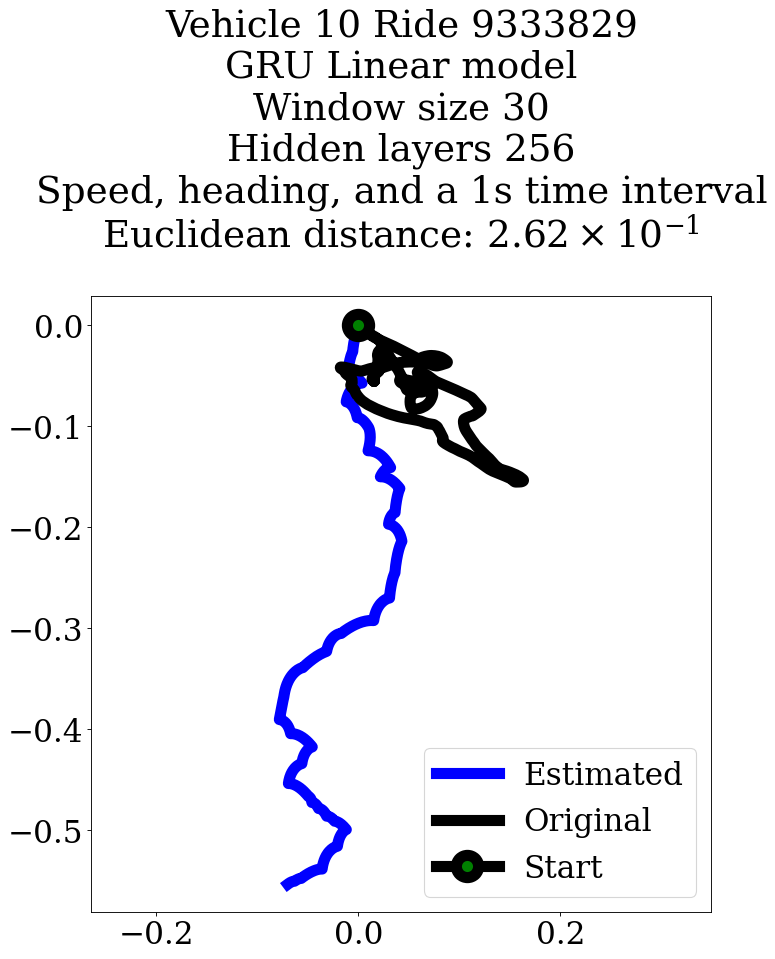 Vehicle 10 Ride 9333829
GRU Linear model
Window size 30
Hidden layers 256
Speed, heading, and a 1s time interval
Euclidean distance: 2.62 × 10⁻¹
0.0
−0.1
−0.2
−0.3
−0.4
−0.5
−0.2 0.0 0.2
Estimated
Original
Start